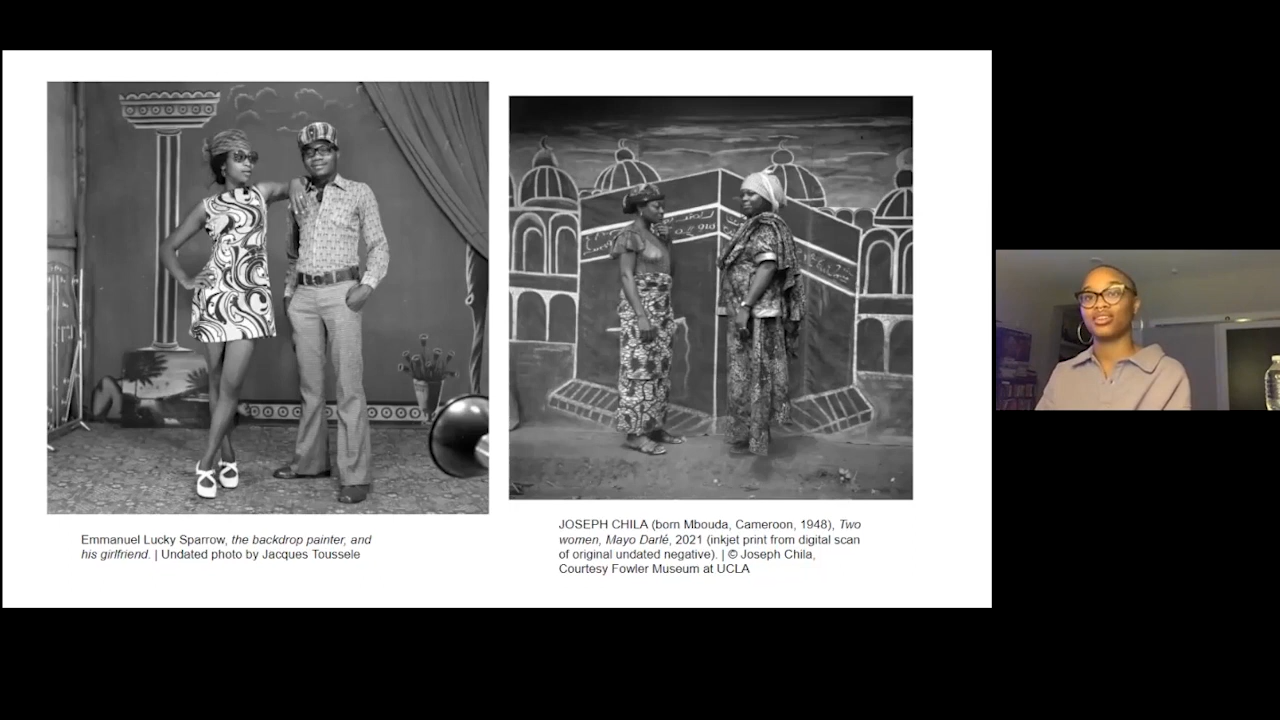 Emmanuel Lucky Sparrow, the backdrop painter, and
his girlfriend. | Undated photo by Jacques Toussele
JOSEPH CHILA (born Mbouda, Cameroon, 1948), Two
women, Mayo Darlé, 2021 (inkjet print from digital scan
of original undated negative). | © Joseph Chila,
Courtesy Fowler Museum at UCLA